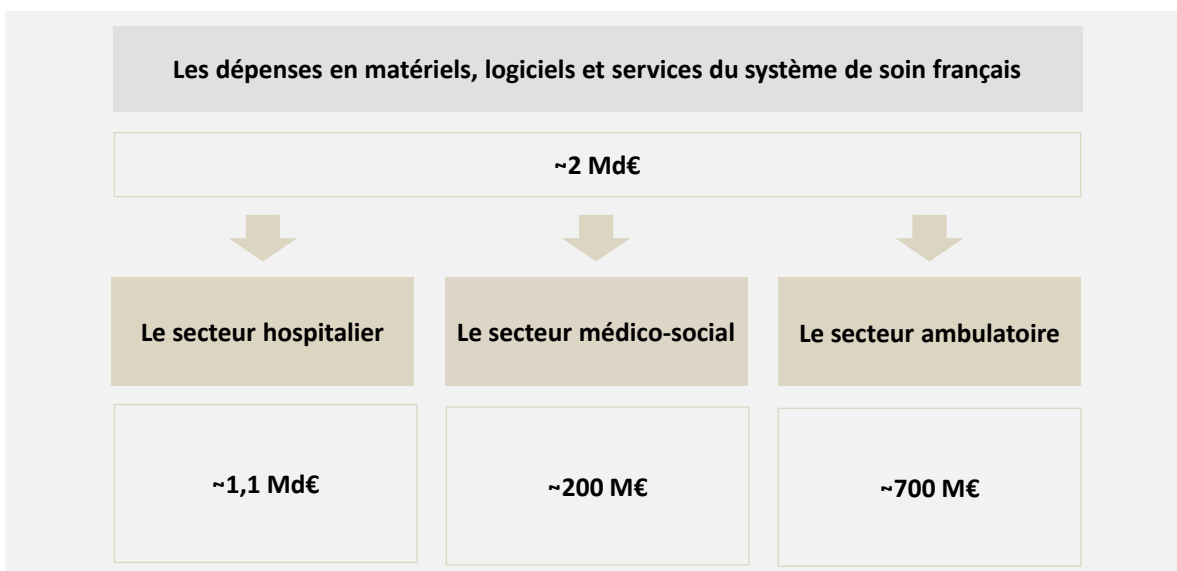 Les dépenses en matériels, logiciels et services du système de soin français
~2 Md€
Le secteur hospitalier
Le secteur médico-social
Le secteur ambulatoire
~1,1 Md€
~200 M€
~700 M€